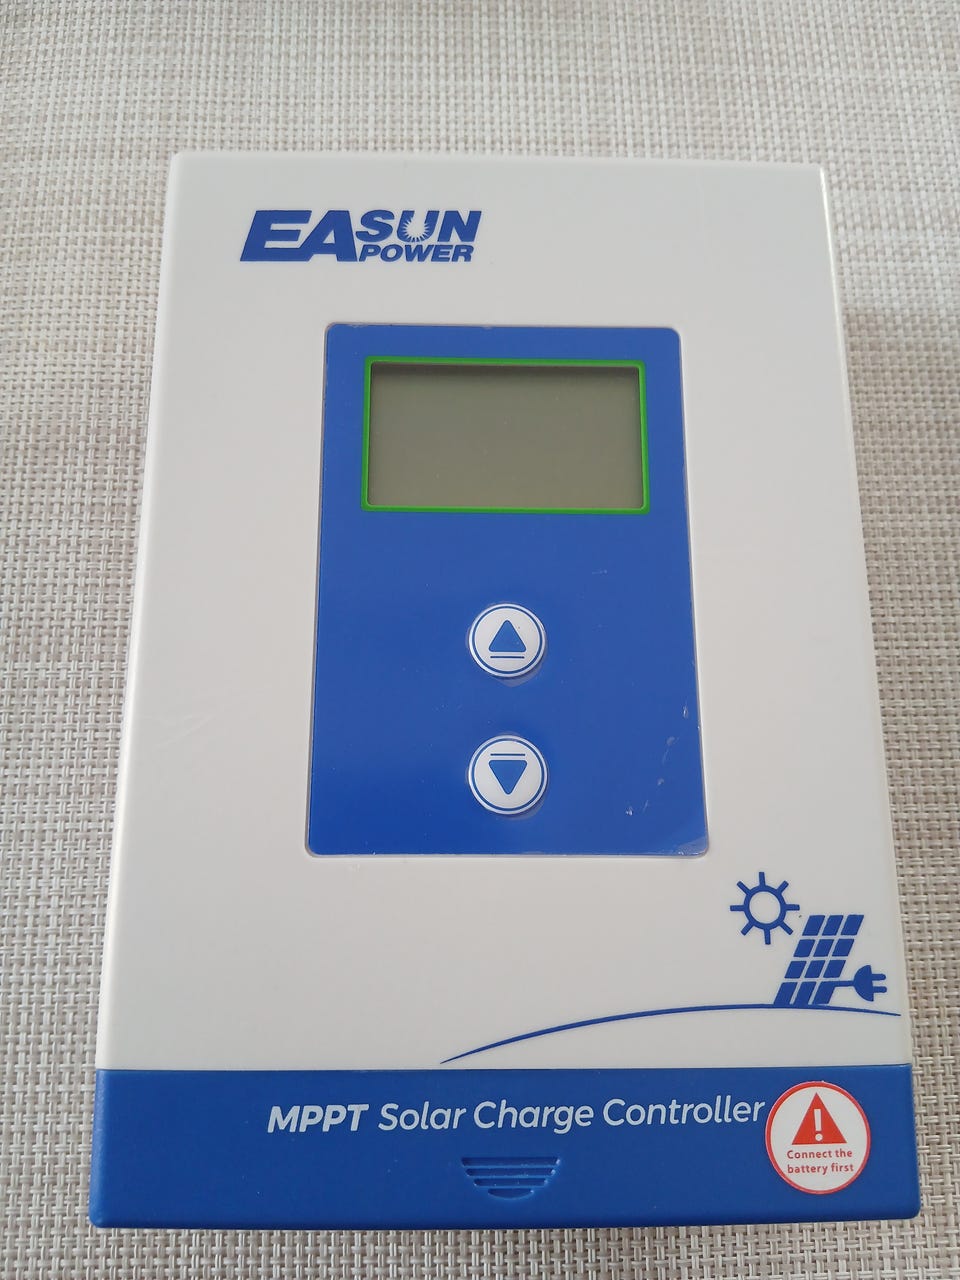 EASUN
POWER
MPPT Solar Charge Controller
Connect the
battery first